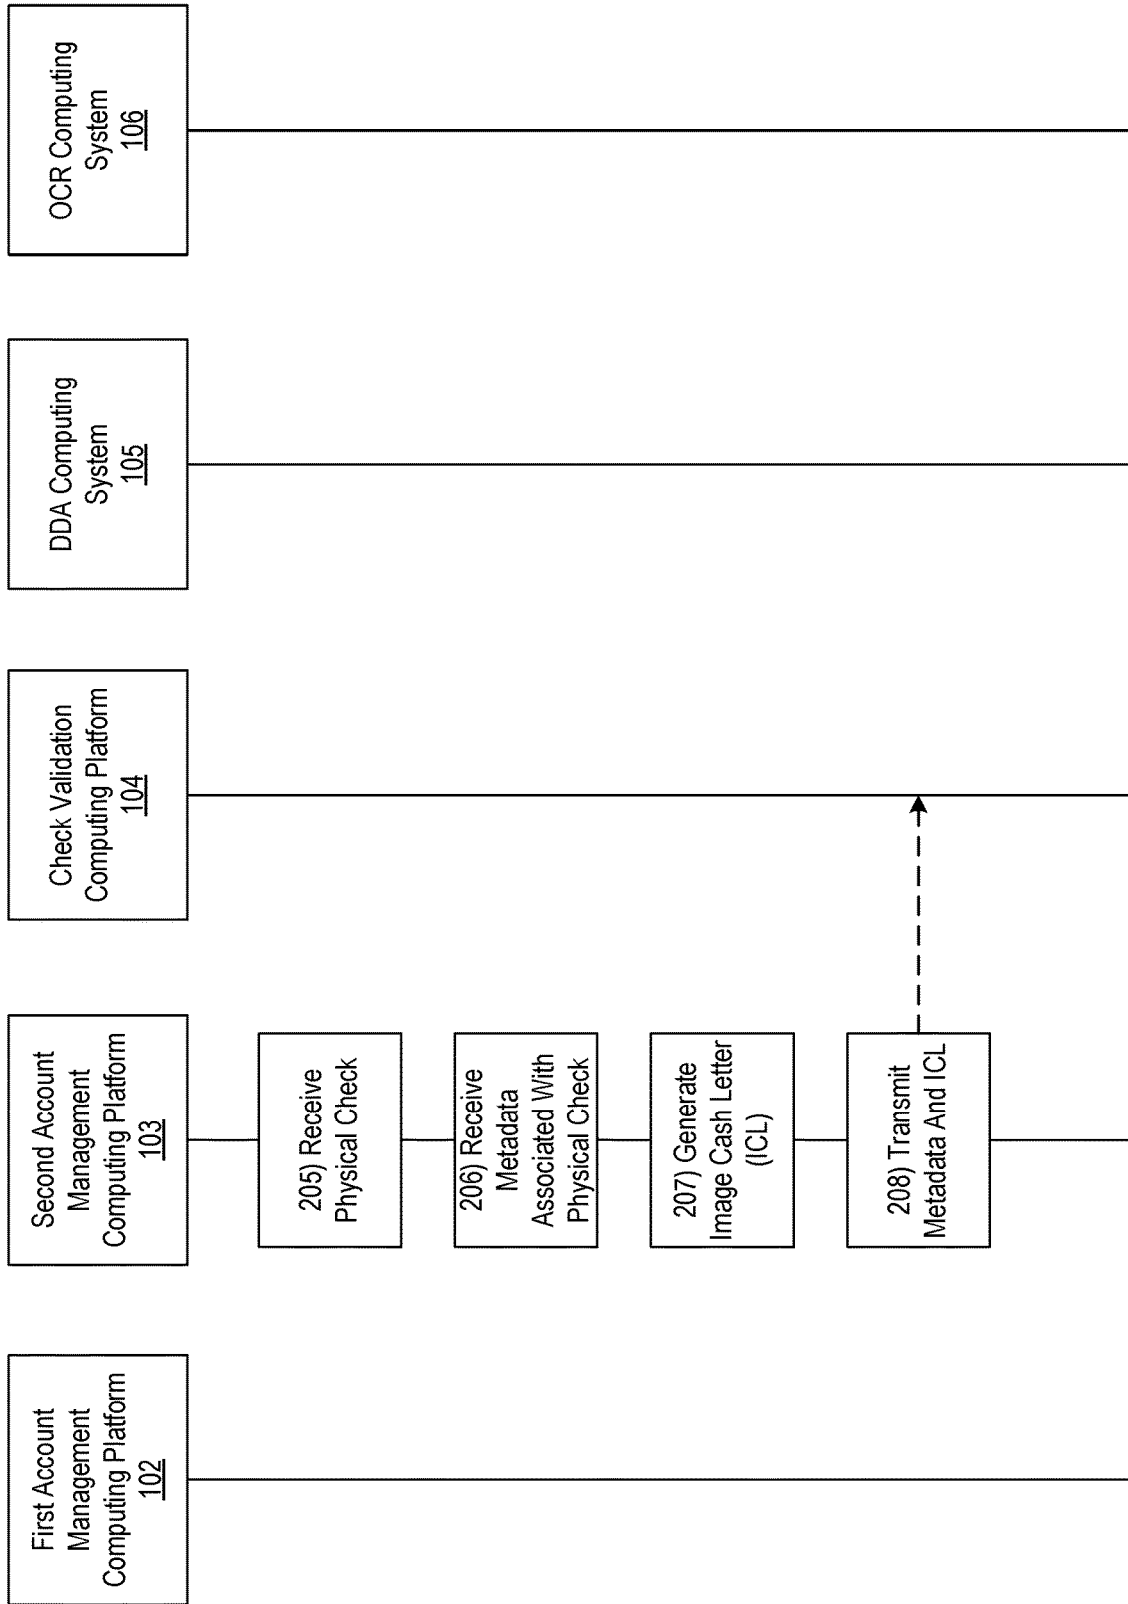 First Account
Management
Computing Platform
102
Second Account
Management
Computing Platform
103
Check Validation
Computing Platform
104
DDA Computing
System
105
OCR Computing
System
106
205) Receive
Physical Check
206) Receive
Metadata
Associated With
Physical Check
207) Generate
Image Cash Letter
(ICL)
208) Transmit
Metadata And ICL